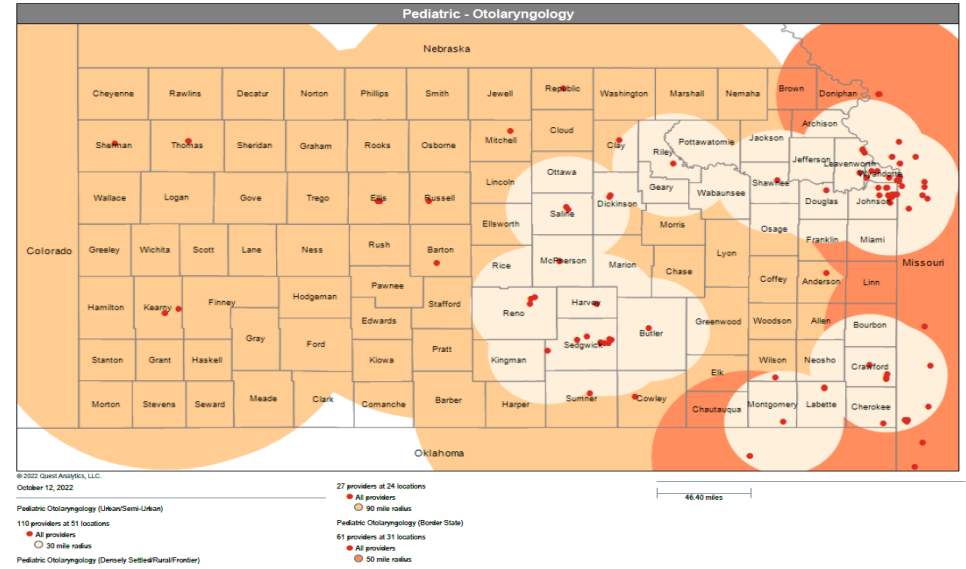 Pediatric - Otolaryngology
Nebraska
Cheyenne Rawlins Decatur Norton Phillips Smith Jewell Republic Washington Marshall Nemaha Brown Doniphan
Sherman Thomas Sheridan Graham Rooks Osborne Mitchell Cloud Clay Riley Pottawatomie Jackson Atchison
Jefferson Leavenworth
Wyandotte
Lincoln Ottawa Geary Wabaunsee Shawnee
Wallace Logan Gove Trego Ellis Russell Saline Dickinson Douglas Johnson
Ellsworth Morris Osage
Colorado Greeley Wichita Scott Lane Ness Rush Barton Lyon Franklin Miami
Rice McPherson Marion Chase Missouri
Hamilton Kearny Finney Hodgeman Pawnee Stafford Coffey Anderson Linn
Reno Harvey
Gray Ford Edwards Butler Greenwood Woodson Allen Bourbon
Stanton Grant Haskell Kiowa Pratt Kingman Sedgwick Wilson Neosho Crawford
Elk
Morton Stevens Seward Meade Clark Comanche Barber Harper Sumner Cowley Chautauqua Montgomery Labette Cherokee
Oklahoma
© 2022 Quest Analytics, LLC.
October 12, 2022
Pediatric Otolaryngology (Urban/Semi-Urban)
110 providers at 51 locations
All providers
30 mile radius
Pediatric Otolaryngology (Densely Settled/Rural/Frontier)
27 providers at 24 locations
All providers
90 mile radius
Pediatric Otolaryngology (Border State)
61 providers at 31 locations
All providers
50 mile radius
46.40 miles